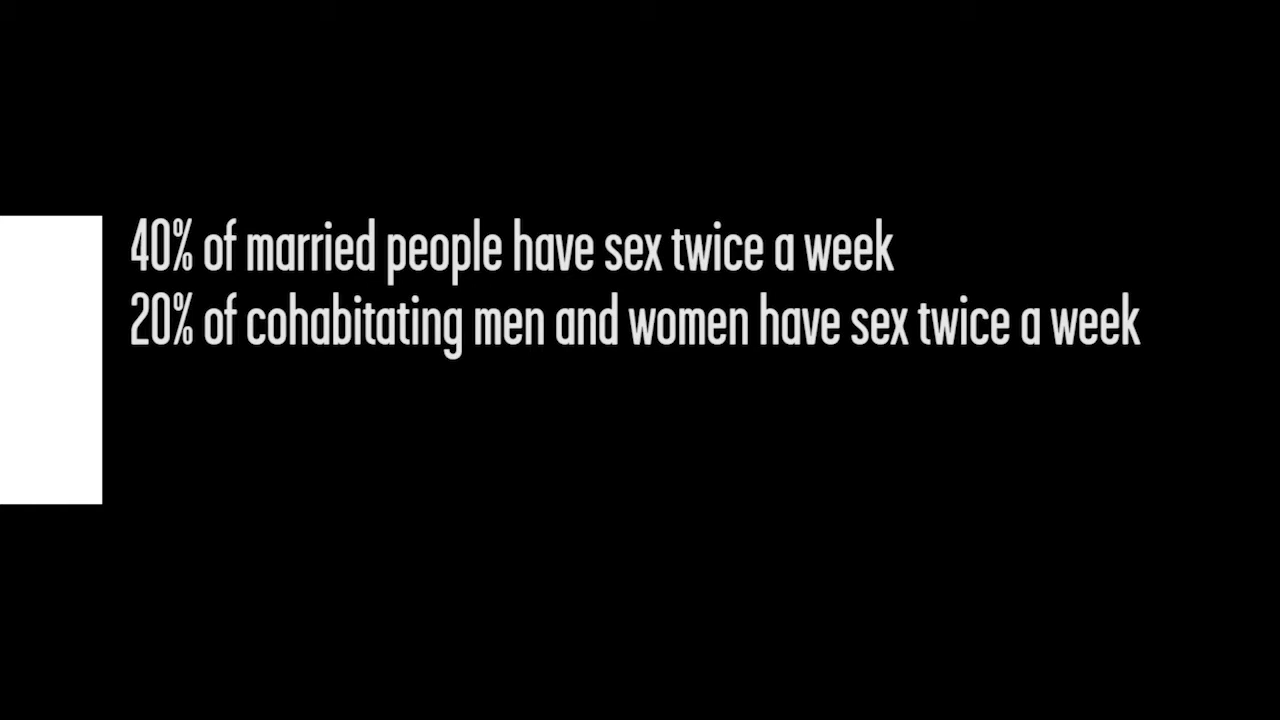 40% of married people have sex twice a week
20% of cohabitating men and women have sex twice a week